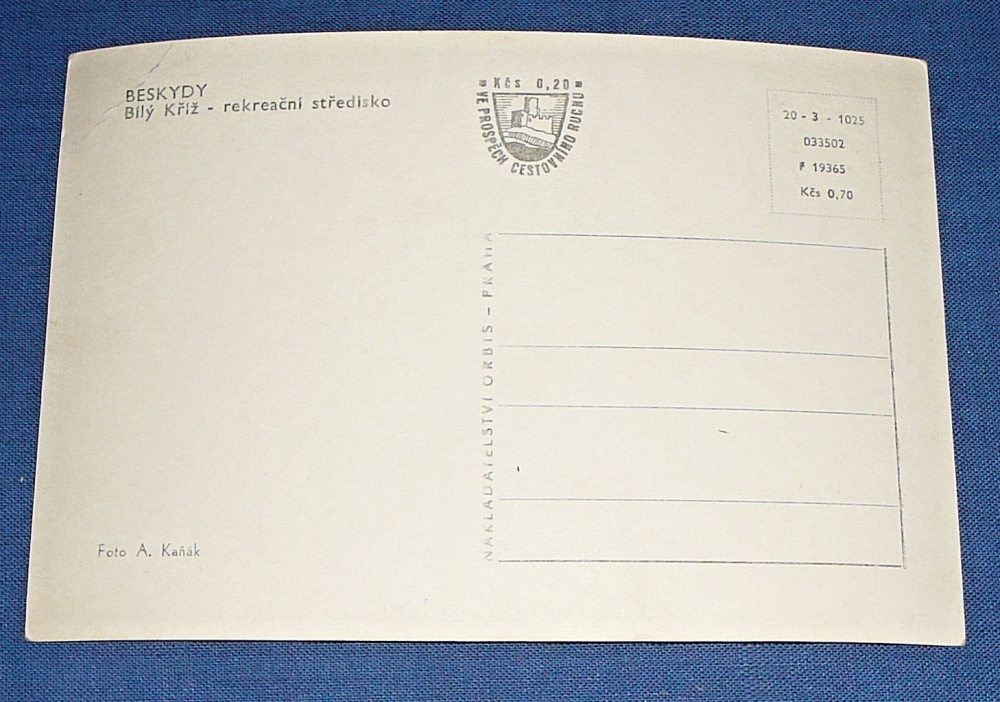 BESKYDY
Bílý Kříž - rekreační středisko
Kčs 0,20
VE PROSPĚCH CESTOVNÍHO RUCHU
20 - 3 - 1025
033502
F 19365
Kčs 0,70
NAKLADATELSTVÍ ORBIS - PRAHA
Foto A. Kaňák